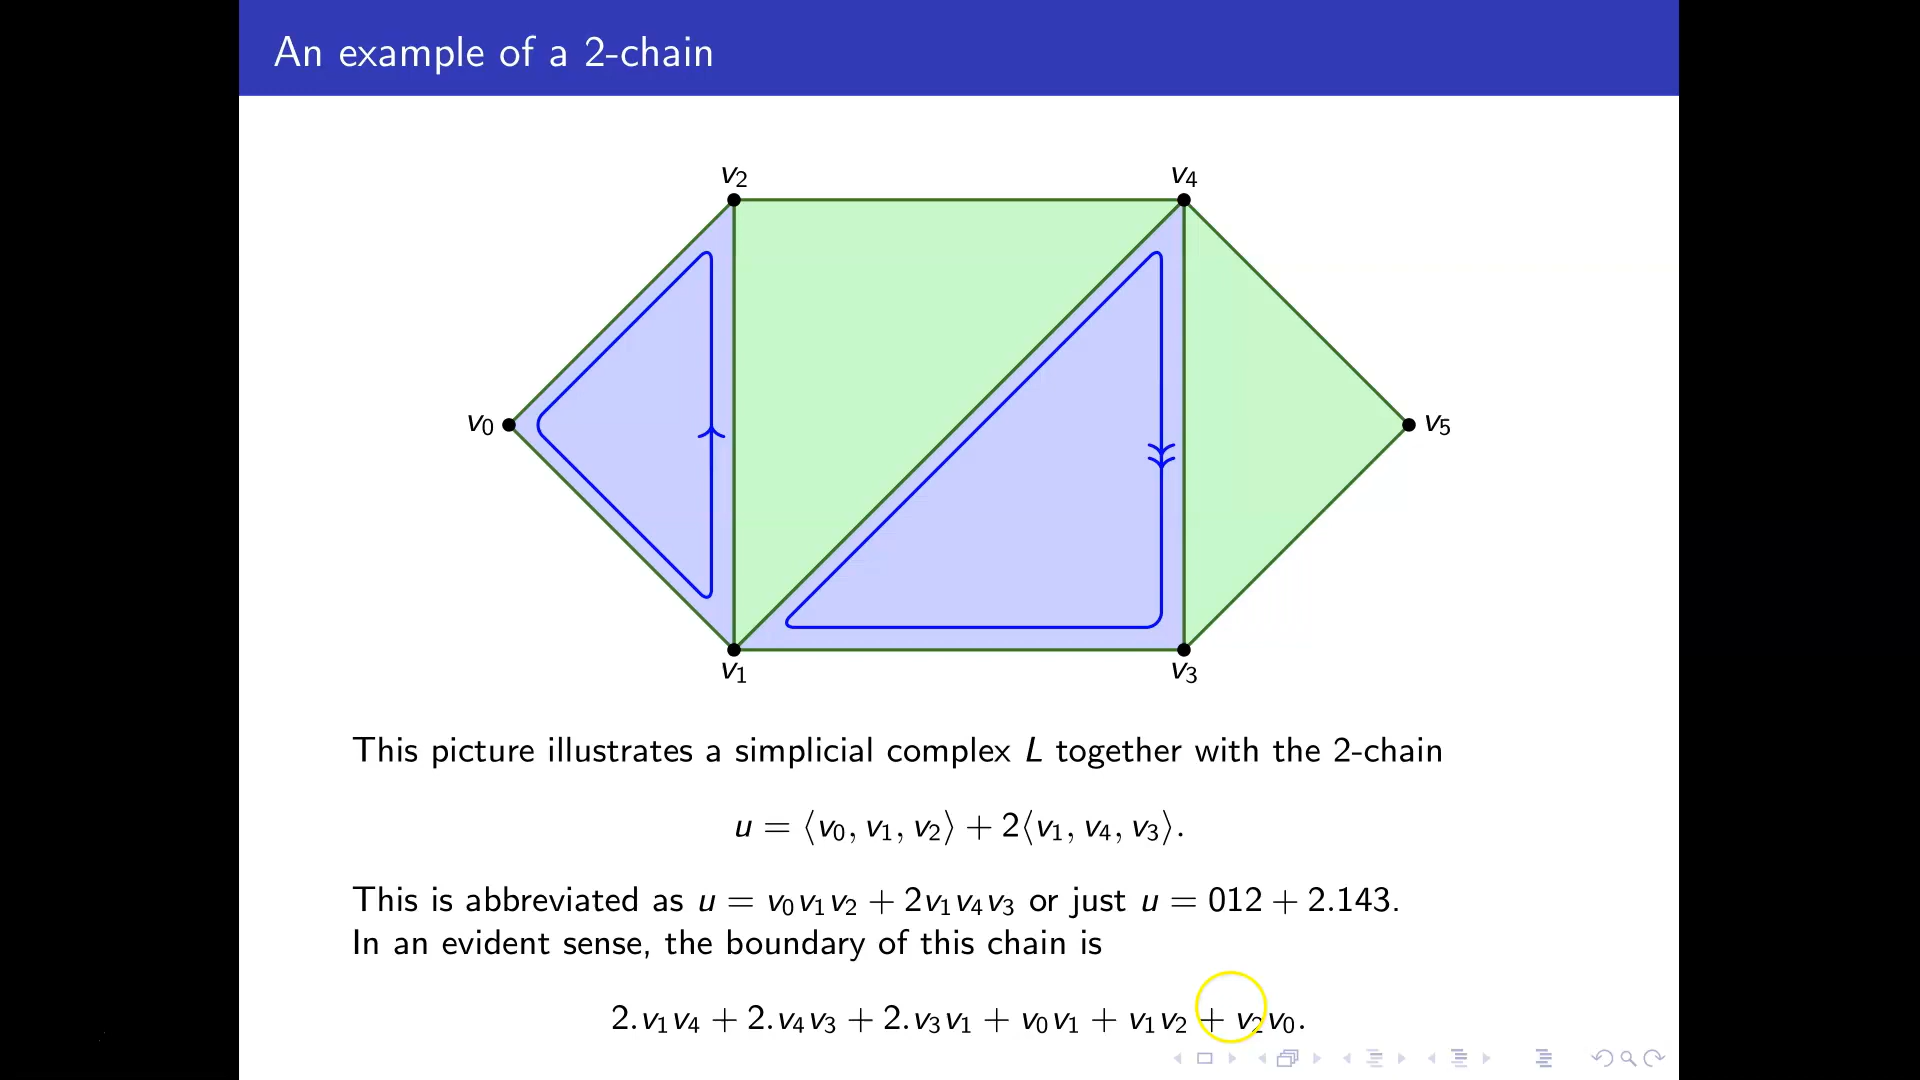 An example of a 2-chain
v₂ v₄
v₀ v₅
v₁ v₃
This picture illustrates a simplicial complex L together with the 2-chain
u = ⟨v₀, v₁, v₂⟩ + 2⟨v₁, v₄, v₃⟩.
This is abbreviated as u = v₀v₁v₂ + 2v₁v₄v₃ or just u = 012 + 2.143.
In an evident sense, the boundary of this chain is
2.v₁v₄ + 2.v₄v₃ + 2.v₃v₁ + v₀v₁ + v₁v₂ + v₂v₀.